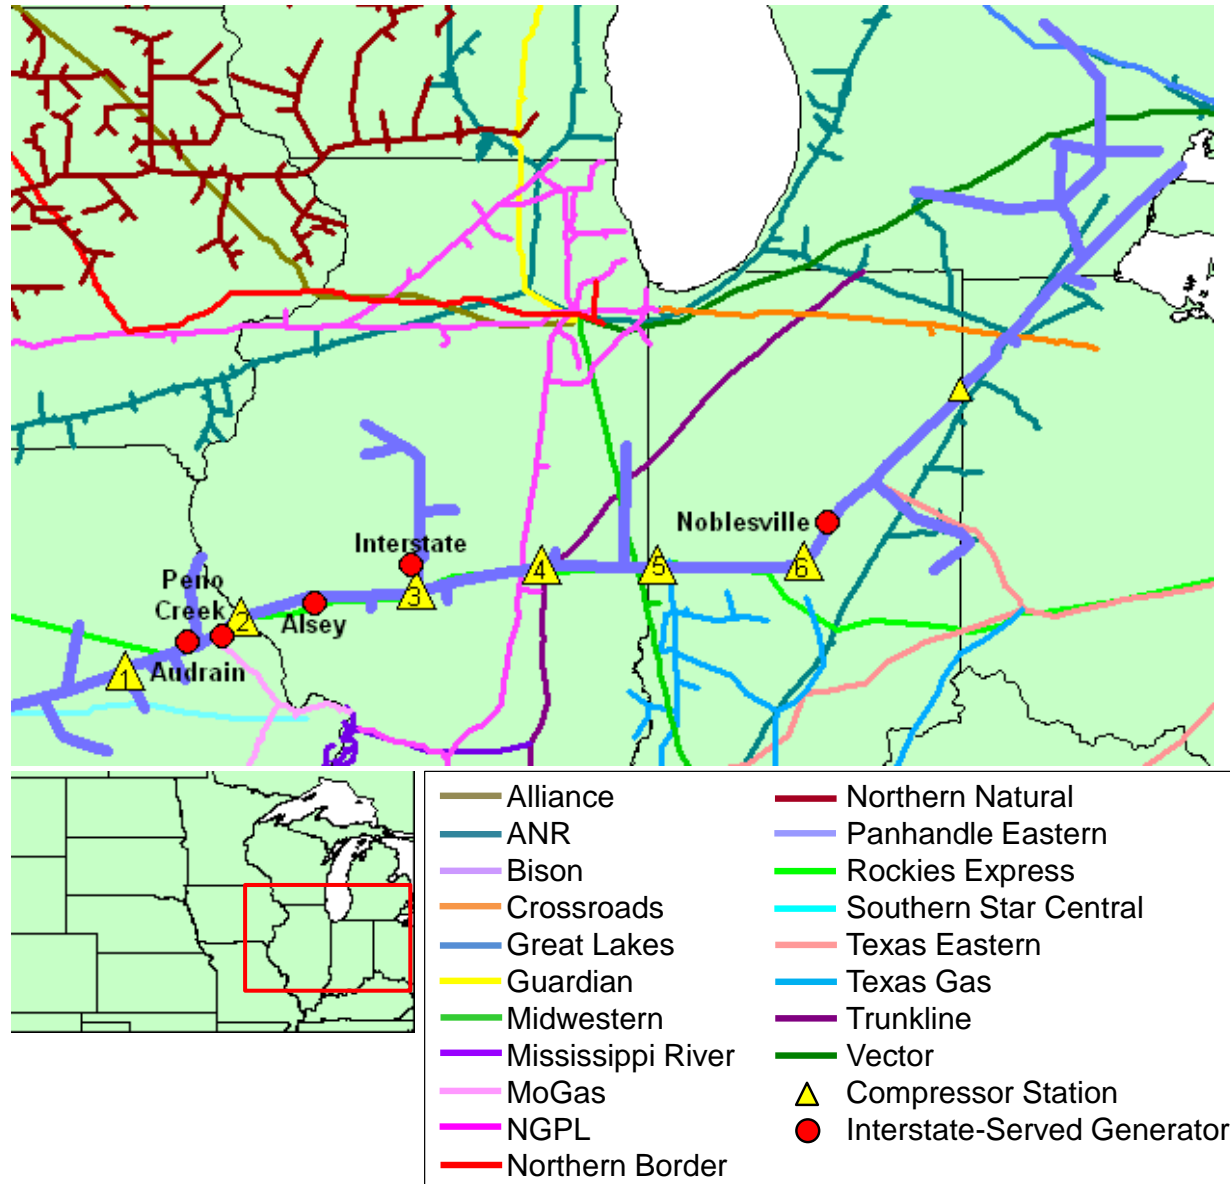 Noblesville
Interstate
Peno
Creek
Alsey
Audrain
1
2
3
4
5
6
Alliance
ANR
Bison
Crossroads
Great Lakes
Guardian
Midwestern
Mississippi River
MoGas
NGPL
Northern Border
Northern Natural
Panhandle Eastern
Rockies Express
Southern Star Central
Texas Eastern
Texas Gas
Trunkline
Vector
Compressor Station
Interstate-Served Generator